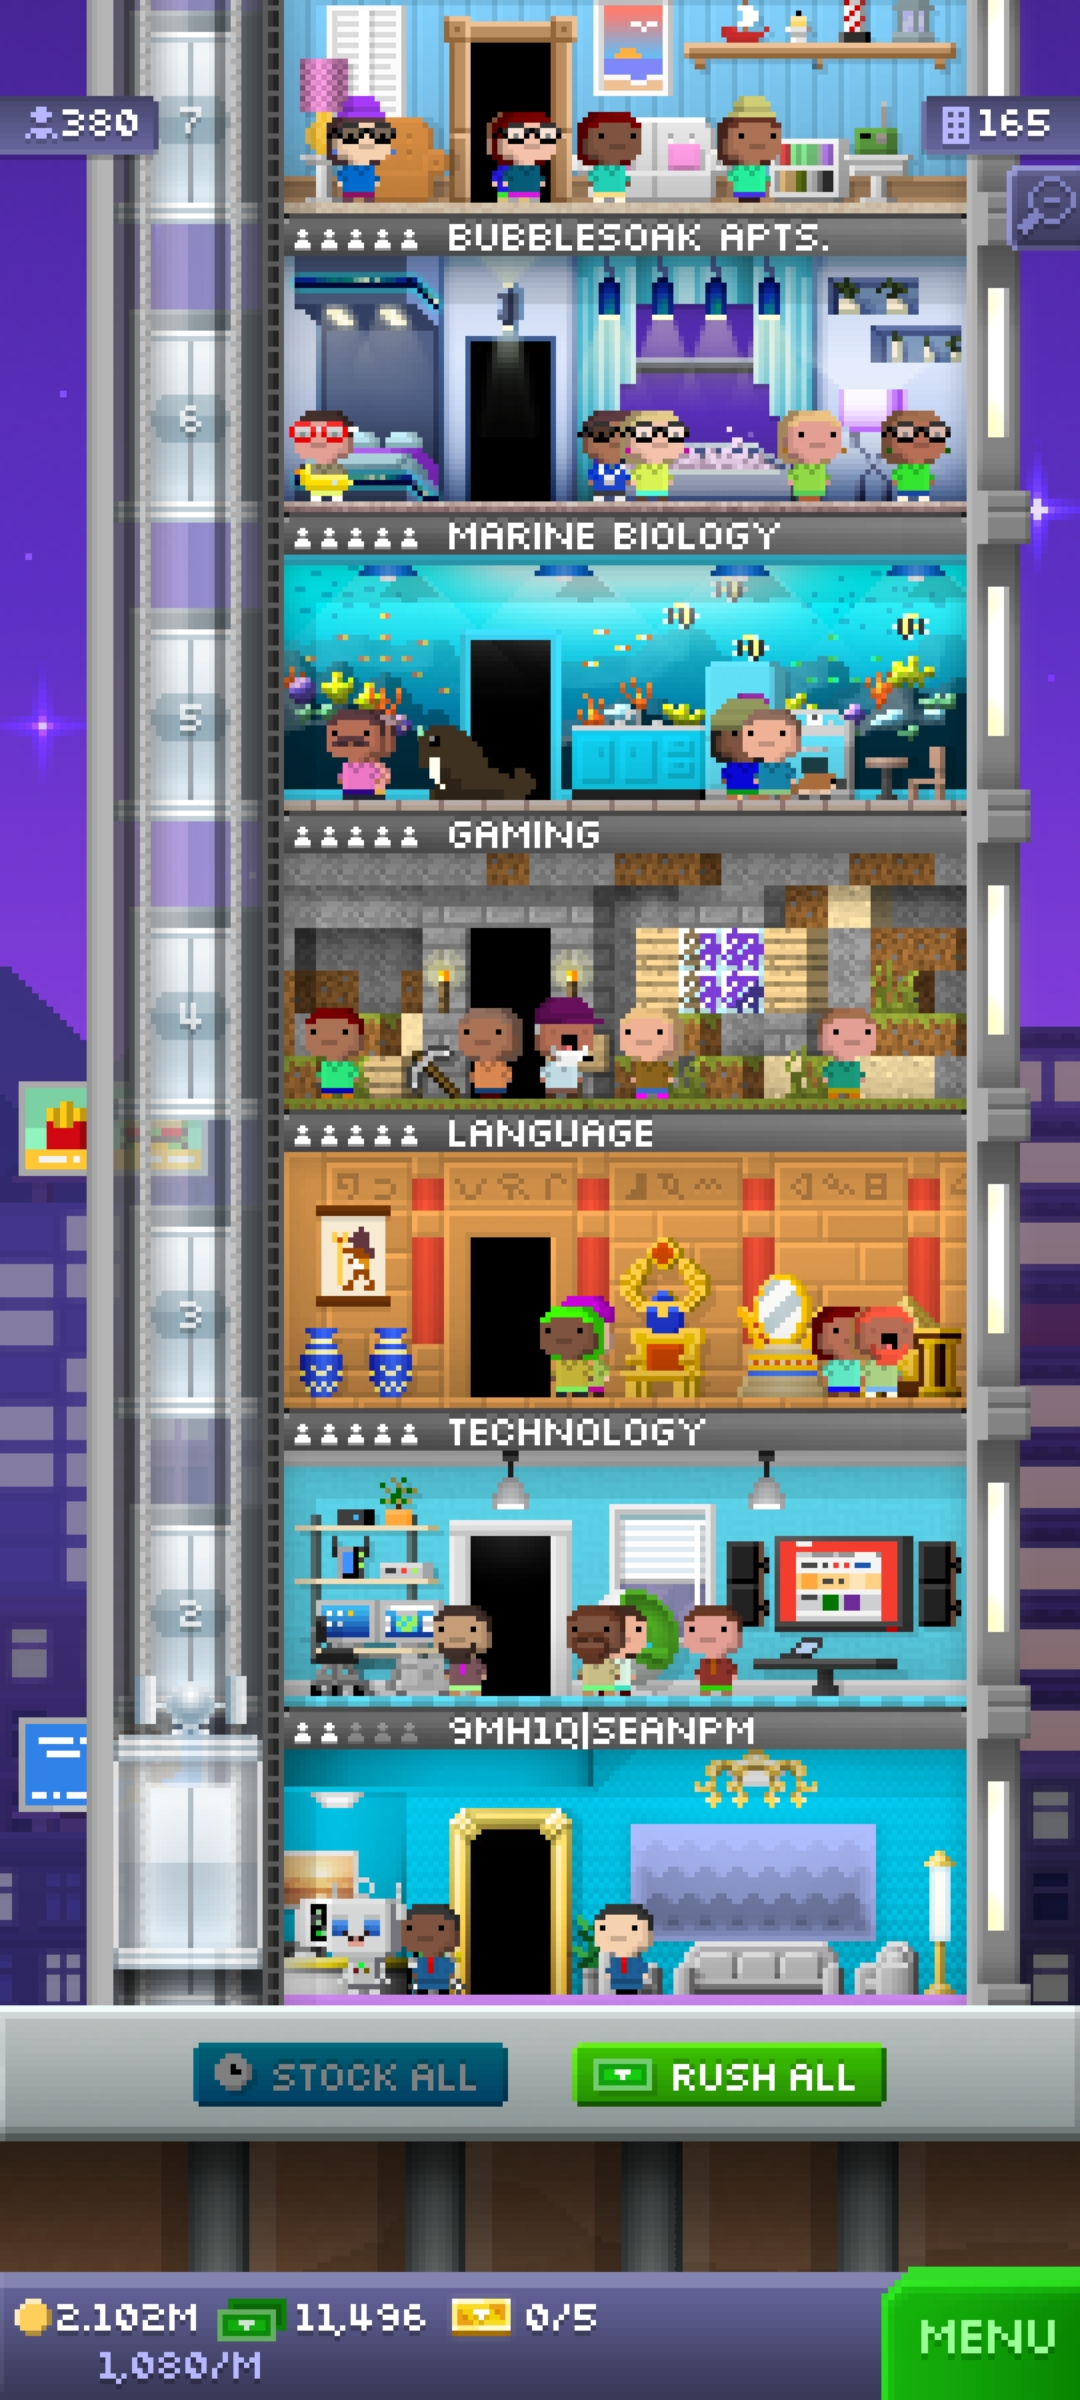 380
7
165
BUBBLESOAK APTS.
6
MARINE BIOLOGY
5
GAMING
4
LANGUAGE
3
TECHNOLOGY
2
9MH1Q|SEANPM
STOCK ALL
RUSH ALL
2.102M
11,496
0/5
MENU
1,080/M